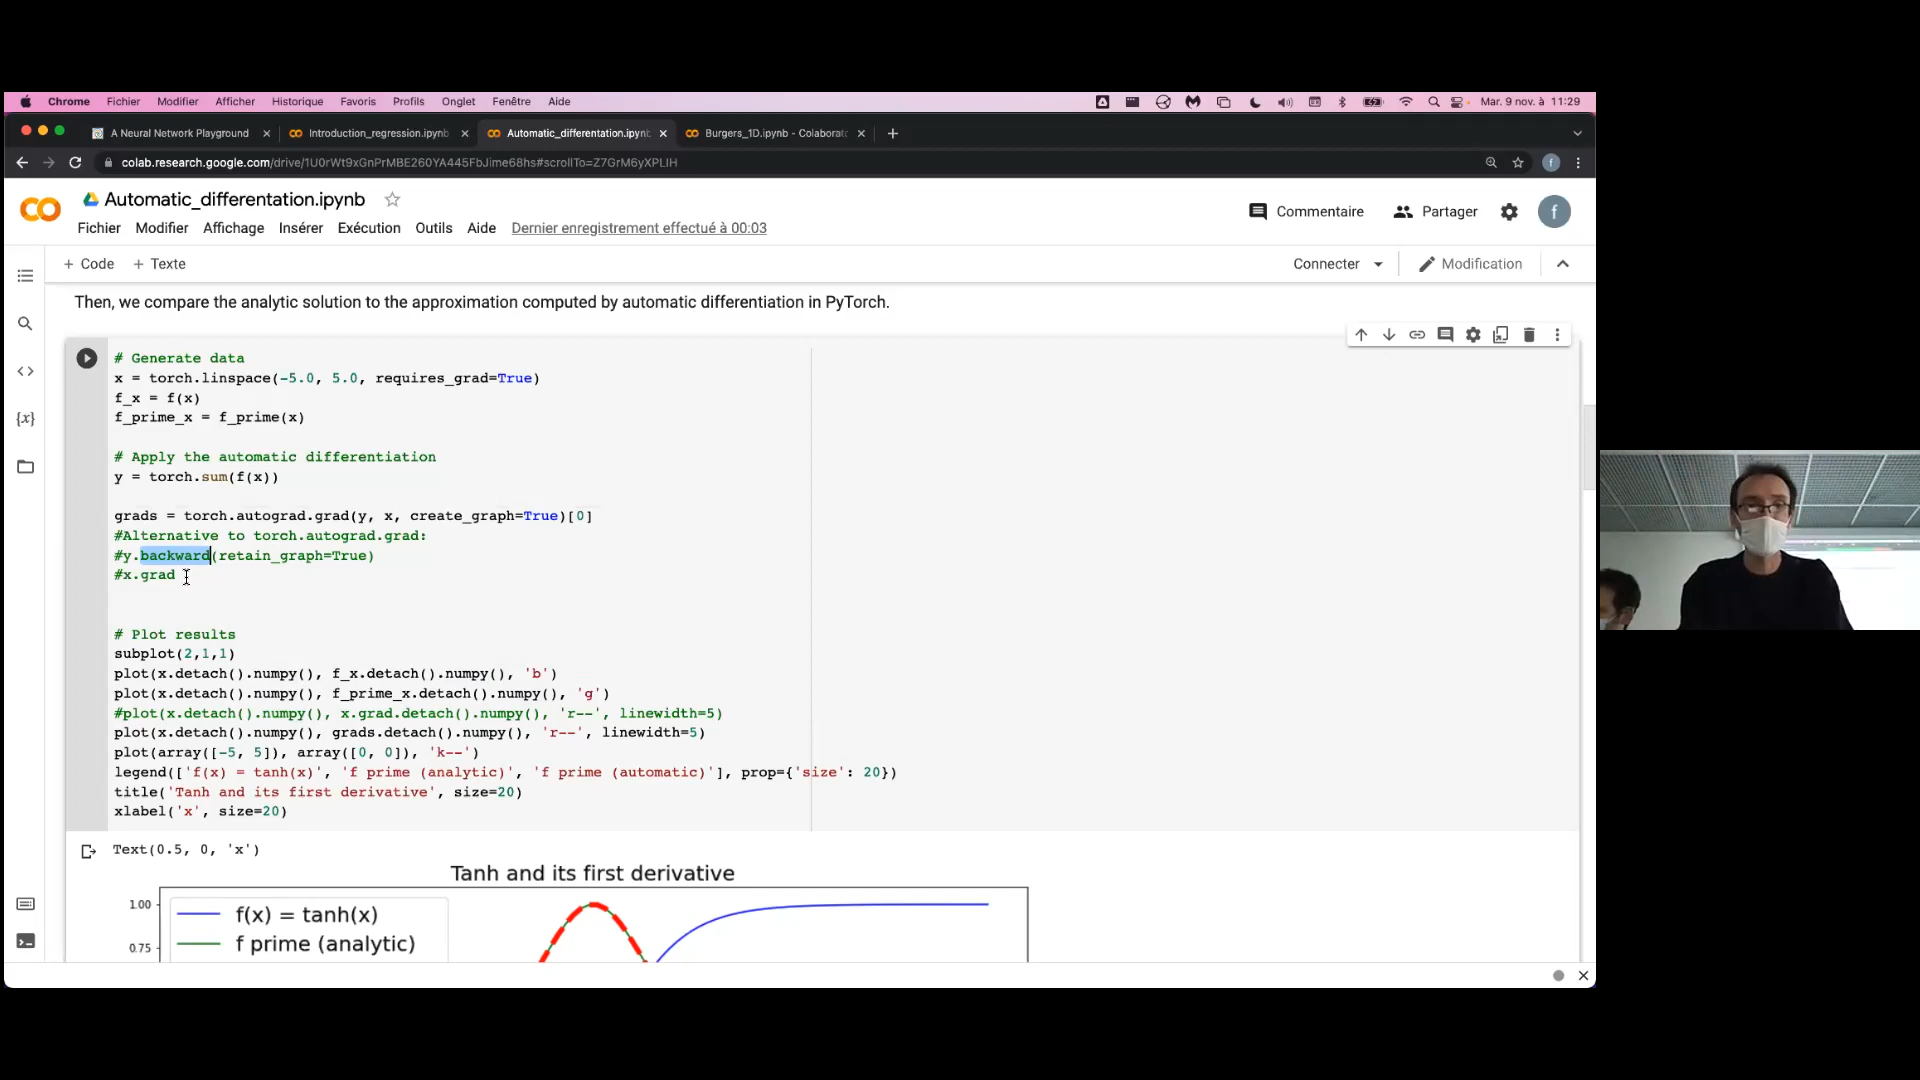 Chrome Fichier Modifier Afficher Historique Favoris Profils Onglet Fenêtre Aide Mar. 9 nov. à 11:29
A Neural Network Playground Introduction_regression.ipynb Automatic_differentation.ipynb Burgers_1D.ipynb - Colaborato
colab.research.google.com/drive/1U0rWt9xGnPrMBE260YA445FbJime68hs#scrollTo=Z7GrM6yXPLIH f
Automatic_differentation.ipynb
Commentaire Partager f
Fichier Modifier Affichage Insérer Exécution Outils Aide Dernier enregistrement effectué à 00:03
+ Code + Texte Connecter Modification
Then, we compare the analytic solution to the approximation computed by automatic differentiation in PyTorch.
# Generate data
x = torch.linspace(-5.0, 5.0, requires_grad=True)
f_x = f(x)
f_prime_x = f_prime(x)
# Apply the automatic differentiation
y = torch.sum(f(x))
grads = torch.autograd.grad(y, x, create_graph=True)[0]
#Alternative to torch.autograd.grad:
#y.backward(retain_graph=True)
#x.grad
# Plot results
subplot(2,1,1)
plot(x.detach().numpy(), f_x.detach().numpy(), 'b')
plot(x.detach().numpy(), f_prime_x.detach().numpy(), 'g')
#plot(x.detach().numpy(), x.grad.detach().numpy(), 'r--', linewidth=5)
plot(x.detach().numpy(), grads.detach().numpy(), 'r--', linewidth=5)
plot(array([-5, 5]), array([0, 0]), 'k--')
legend(['f(x) = tanh(x)', 'f prime (analytic)', 'f prime (automatic)'], prop={'size': 20})
title('Tanh and its first derivative', size=20)
xlabel('x', size=20)
Text(0.5, 0, 'x')
Tanh and its first derivative
1.00
f(x) = tanh(x)
f prime (analytic)
0.75